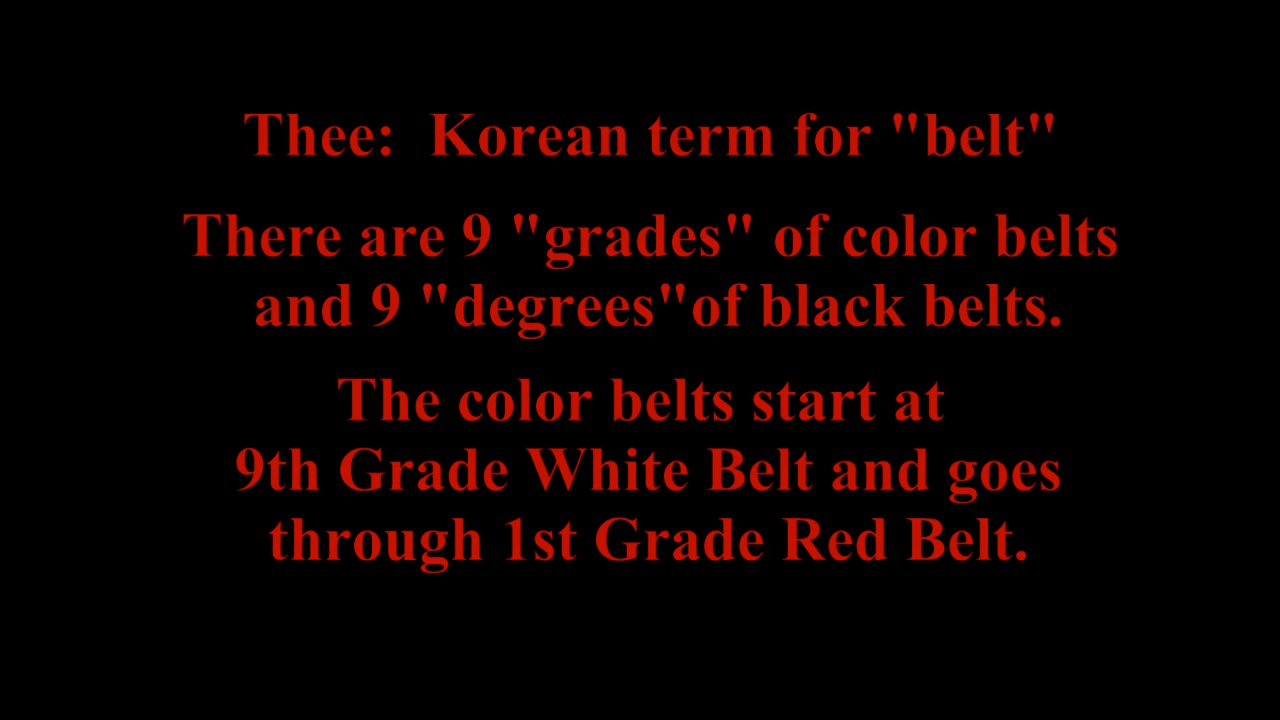 Thee:  Korean term for "belt"
There are 9 "grades" of color belts
and 9 "degrees"of black belts.
The color belts start at
9th Grade White Belt and goes
through 1st Grade Red Belt.